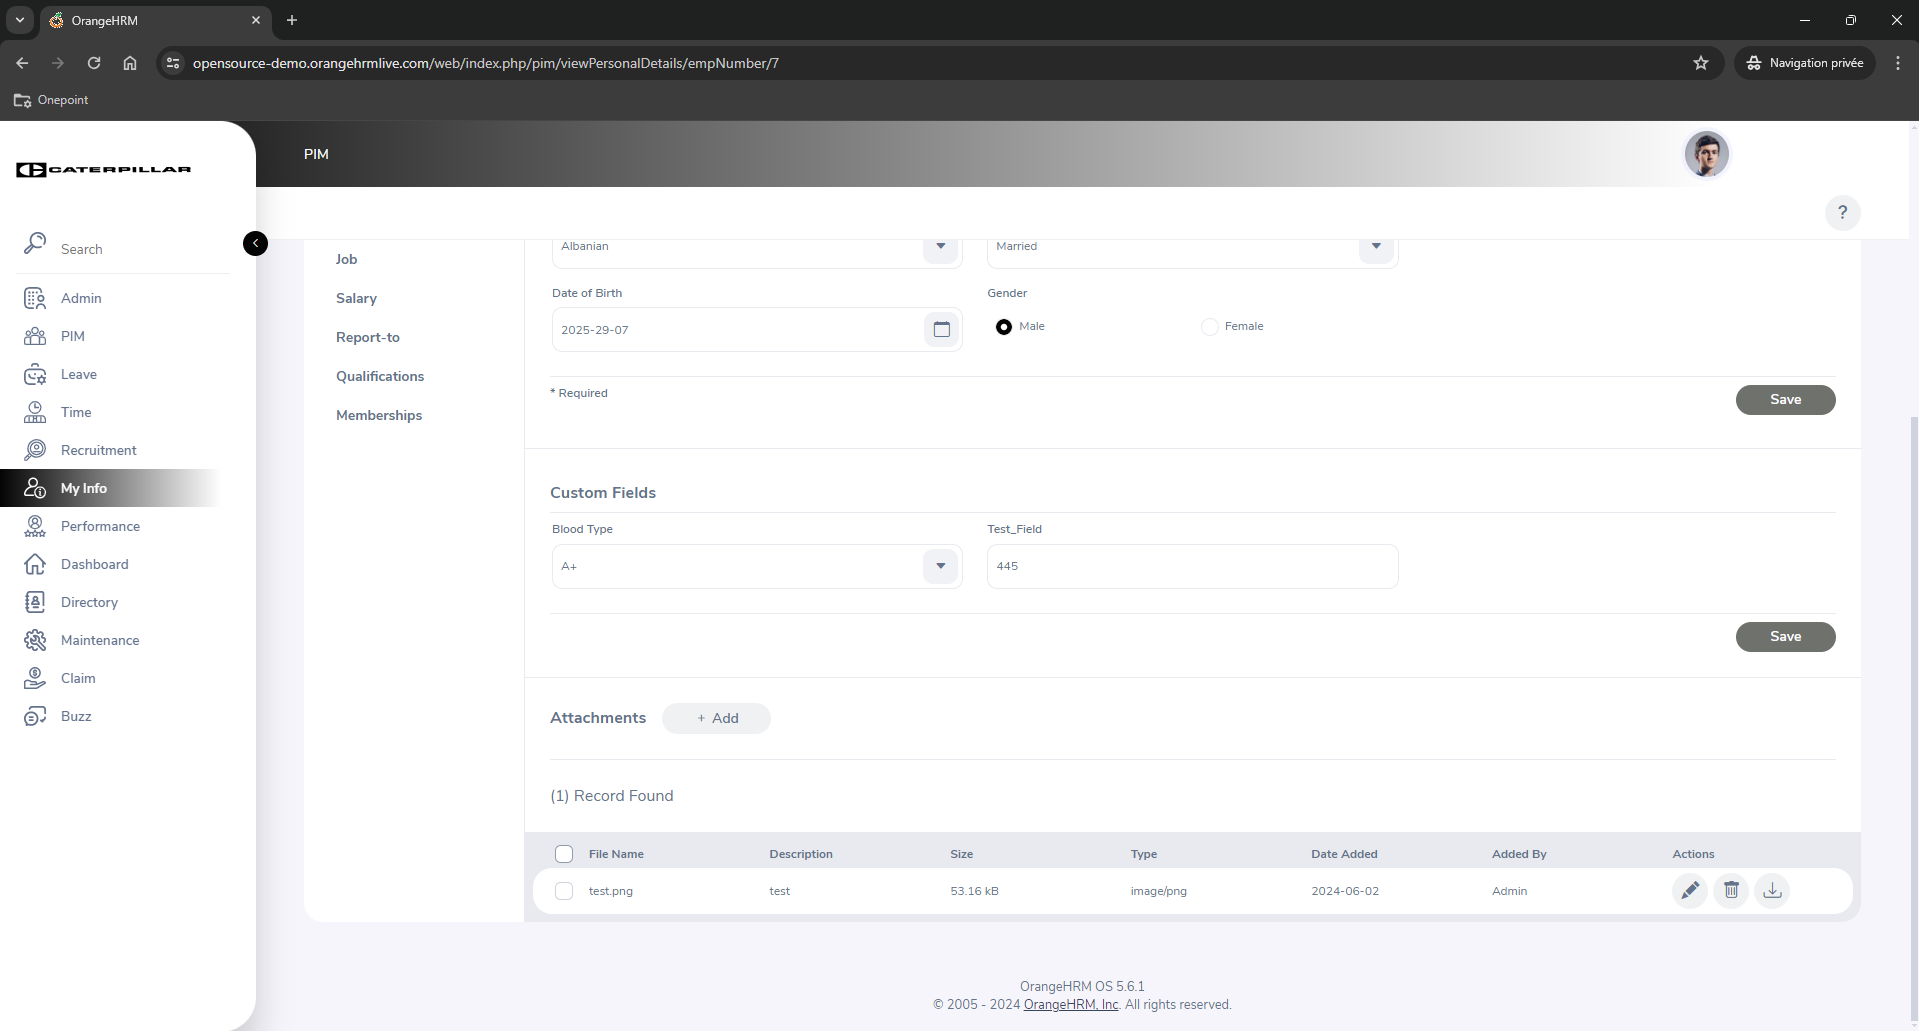 OrangeHRM
opensource-demo.orangehrmlive.com/web/index.php/pim/viewPersonalDetails/empNumber/7
Navigation privée
Onepoint
CATERPILLAR
PIM
?
Search
Admin
PIM
Leave
Time
Recruitment
My Info
Performance
Dashboard
Directory
Maintenance
Claim
Buzz
Job
Salary
Report-to
Qualifications
Memberships
Albanian
Married
Date of Birth
Gender
2025-29-07
Male
Female
* Required
Save
Custom Fields
Blood Type
Test_Field
A+
445
Save
Attachments
+ Add
(1) Record Found
File Name Description Size Type Date Added Added By Actions
test.png test 53.16 kB image/png 2024-06-02 Admin
OrangeHRM OS 5.6.1
© 2005 - 2024 OrangeHRM, Inc. All rights reserved.